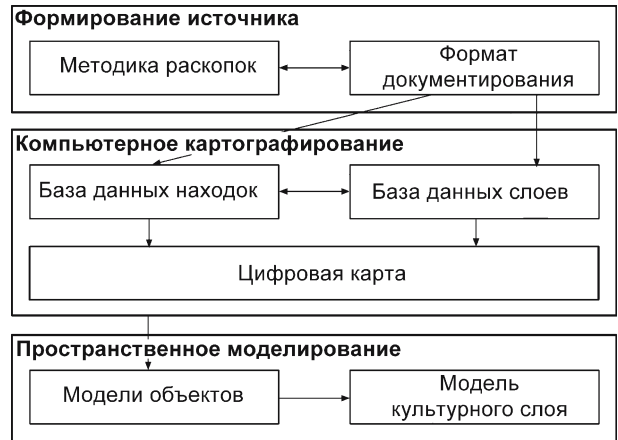 Формирование источника
Методика раскопок
Формат
документирования
Компьютерное картографирование
База данных находок
База данных слоев
Цифровая карта
Пространственное моделирование
Модели объектов
Модель
культурного слоя